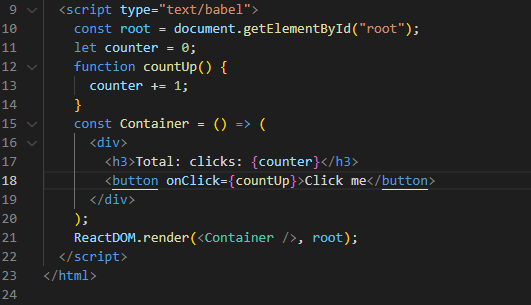 9 <script type="text/babel">
10 const root = document.getElementById("root");
11 let counter = 0;
12 function countUp() {
13 counter += 1;
14 }
15 const Container = () => (
16 <div>
17 <h3>Total: clicks: {counter}</h3>
18 <button onClick={countUp}>Click me</button>
19 </div>
20 );
21 ReactDOM.render(<Container />, root);
22 </script>
23 </html>
24